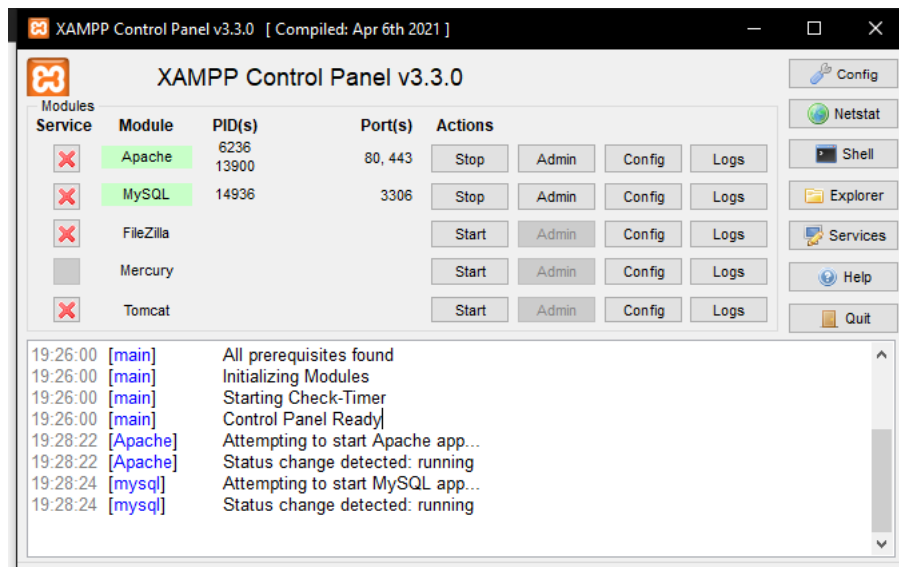 XAMPP Control Panel v3.3.0 [ Compiled: Apr 6th 2021 ]
XAMPP Control Panel v3.3.0
Config
Modules
Service Module PID(s) Port(s) Actions
Netstat
Apache 6236 80, 443 Stop Admin Config Logs
13900
Shell
MySQL 14936 3306 Stop Admin Config Logs
Explorer
FileZilla Start Admin Config Logs
Services
Mercury Start Admin Config Logs
Help
Tomcat Start Admin Config Logs
Quit
19:26:00 [main] All prerequisites found
19:26:00 [main] Initializing Modules
19:26:00 [main] Starting Check-Timer
19:26:00 [main] Control Panel Ready
19:28:22 [Apache] Attempting to start Apache app...
19:28:22 [Apache] Status change detected: running
19:28:24 [mysql] Attempting to start MySQL app...
19:28:24 [mysql] Status change detected: running